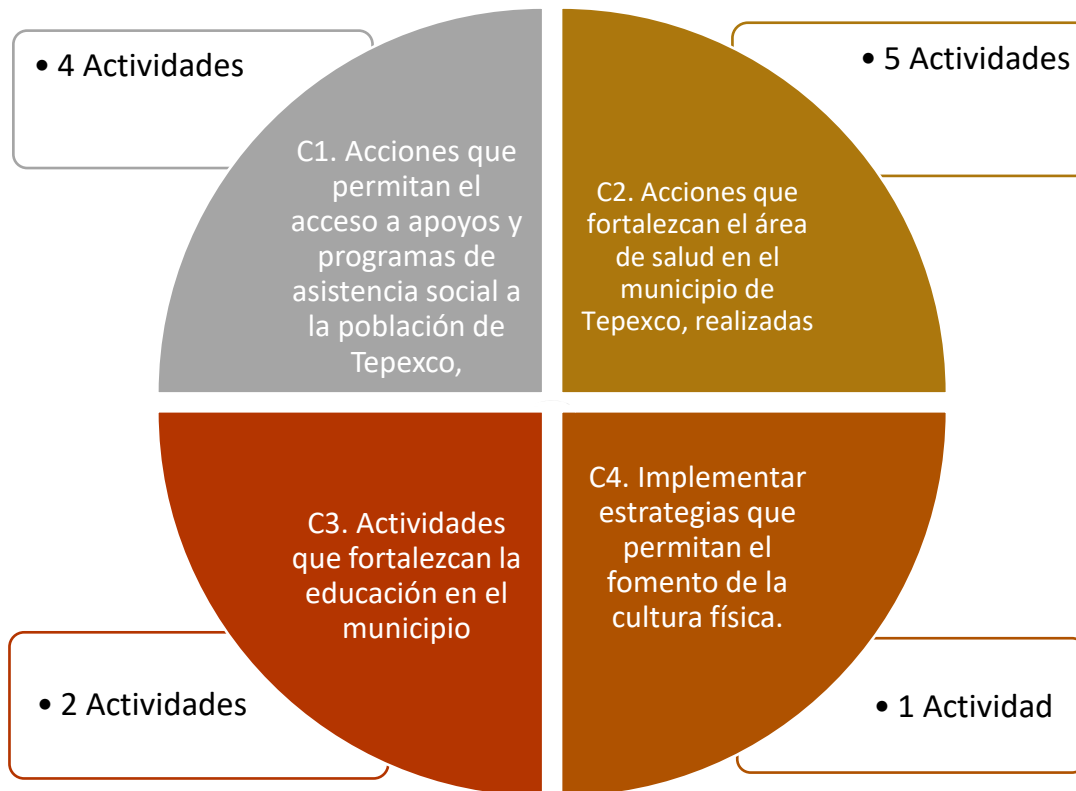 • 4 Actividades
C1. Acciones que
permitan el
acceso a apoyos y
programas de
asistencia social a
la población de
Tepexco,
• 5 Actividades
C2. Acciones que
fortalezcan el área
de salud en el
municipio de
Tepexco, realizadas
C3. Actividades
que fortalezcan la
educación en el
municipio
• 2 Actividades
C4. Implementar
estrategias que
permitan el
fomento de la
cultura física.
• 1 Actividad